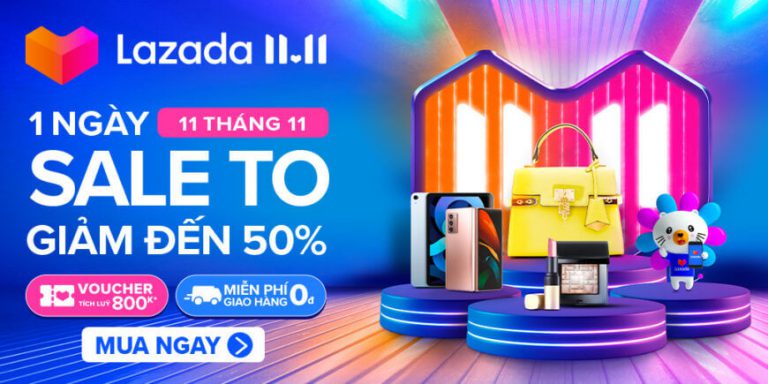 Lazada 11.11
1 NGÀY 11 THÁNG 11
SALE TO
GIẢM ĐẾN 50%
VOUCHER
TÍCH LUỸ 800K*
MIỄN PHÍ
GIAO HÀNG 0đ
MUA NGAY